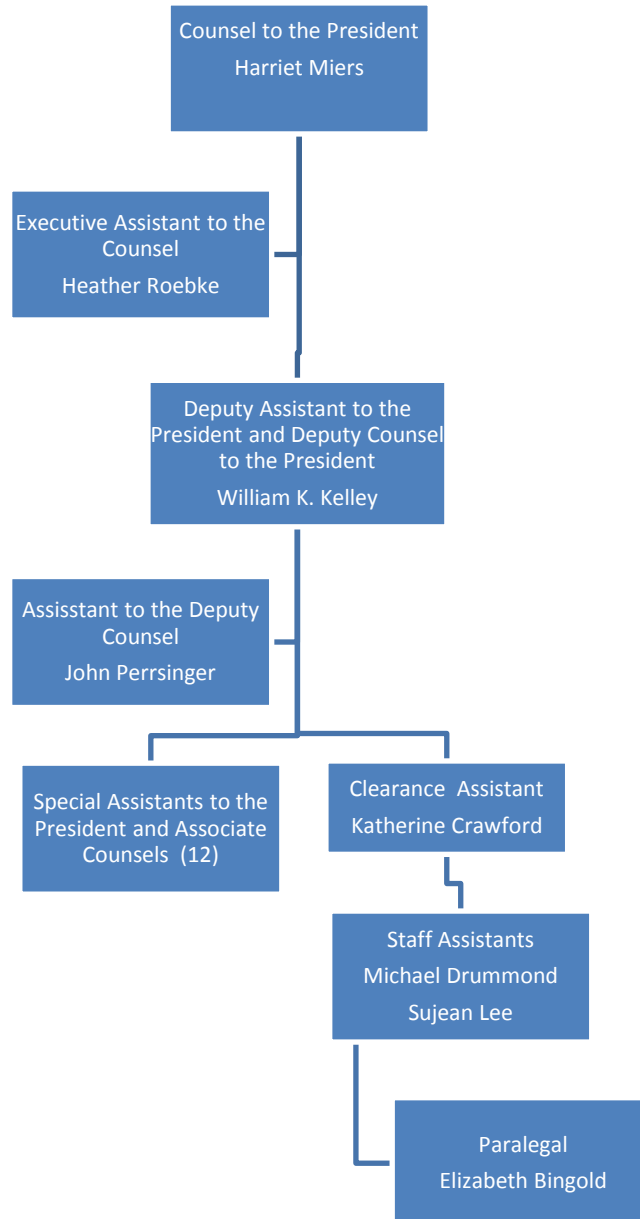 Counsel to the President
Harriet Miers
Executive Assistant to the
Counsel
Heather Roebke
Deputy Assistant to the
President and Deputy Counsel
to the President
William K. Kelley
Assisstant to the Deputy
Counsel
John Perrsinger
Special Assistants to the
President and Associate
Counsels (12)
Clearance Assistant
Katherine Crawford
Staff Assistants
Michael Drummond
Sujean Lee
Paralegal
Elizabeth Bingold